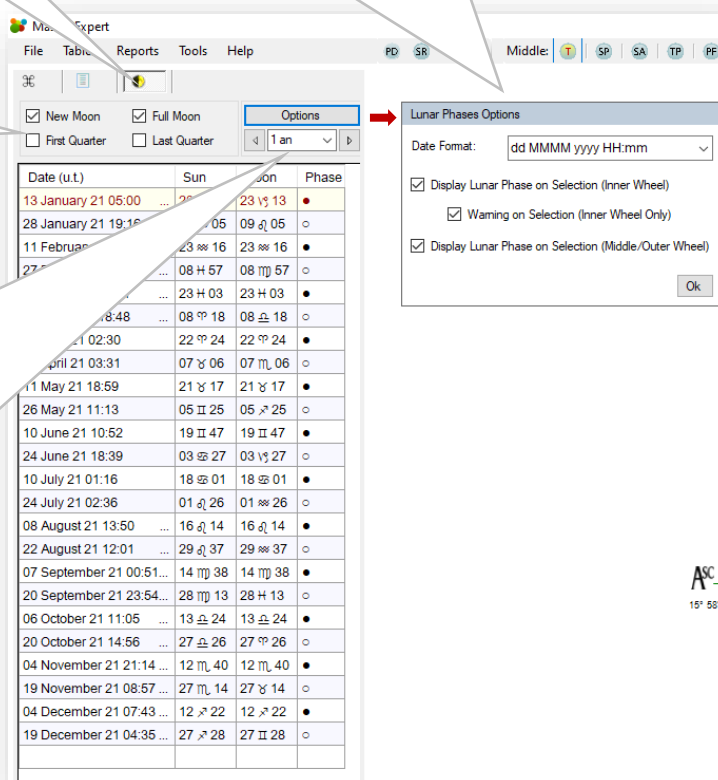 Expert
File Reports Tools Help PD SR Middle: T SP SA TP PF
⌘
New Moon Full Moon Options
First Quarter Last Quarter 1 an
Date (u.t.) Sun Phase
13 January 21 05:00 ... 23 ♑ 13 ●
28 January 21 19:16 05 09 ♌ 05 ○
11 23 ♒ 16 23 ♒ 16 ●
... 08 ♓ 57 08 ♍ 57 ○
... 23 ♓ 03 23 ♓ 03 ●
8:48 ... 08 ♈ 18 08 ♎ 18 ○
21 02:30 22 ♈ 24 22 ♈ 24 ●
April 21 03:31 07 ♉ 06 07 ♏ 06 ○
11 May 21 18:59 21 ♉ 17 21 ♉ 17 ●
26 May 21 11:13 05 ♊ 25 05 ♐ 25 ○
10 June 21 10:52 19 ♊ 47 19 ♊ 47 ●
24 June 21 18:39 03 ♋ 27 03 ♑ 27 ○
10 July 21 01:16 18 ♋ 01 18 ♋ 01 ●
24 July 21 02:36 01 ♌ 26 01 ♒ 26 ○
08 August 21 13:50 ... 16 ♌ 14 16 ♌ 14 ●
22 August 21 12:01 ... 29 ♌ 37 29 ♒ 37 ○
07 September 21 00:51... 14 ♍ 38 14 ♍ 38 ●
20 September 21 23:54... 28 ♍ 13 28 ♓ 13 ○
06 October 21 11:05 ... 13 ♎ 24 13 ♎ 24 ●
20 October 21 14:56 ... 27 ♎ 26 27 ♈ 26 ○
04 November 21 21:14 ... 12 ♏ 40 12 ♏ 40 ●
19 November 21 08:57 ... 27 ♏ 14 27 ♉ 14 ○
04 December 21 07:43 ... 12 ♐ 22 12 ♐ 22 ●
19 December 21 04:35 ... 27 ♐ 28 27 ♊ 28 ○
Lunar Phases Options
Date Format: dd MMMM yyyy HH:mm
Display Lunar Phase on Selection (Inner Wheel)
Warning on Selection (Inner Wheel Only)
Display Lunar Phase on Selection (Middle/Outer Wheel)
Ok
Asc
15° 58